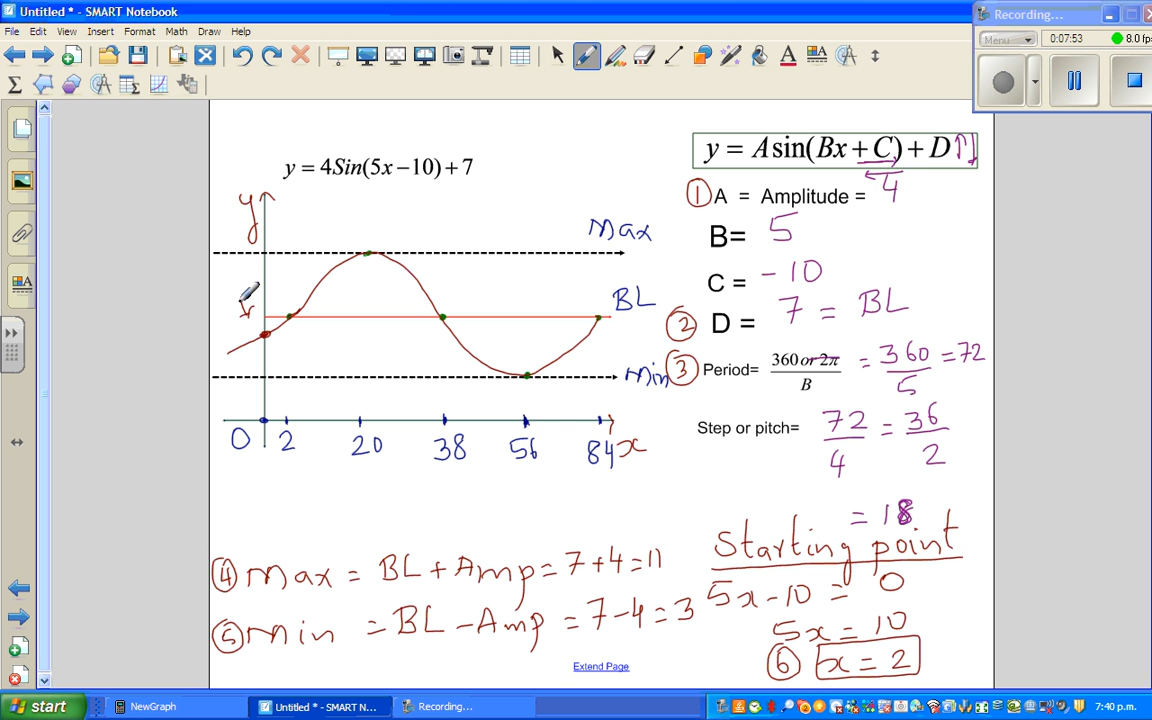 Untitled * - SMART Notebook
Recording...
File Edit View Insert Format Math Draw Help
Menu 0:07:53 8.0 fp
y = 4Sin(5x−10)+7
y = A sin(Bx + C) + D ↑↓
① A = Amplitude = 4
B= 5
C = -10
② D = 7 = BL
③ Period= 360 or 2π / B = 360 / 5 = 72
Step or pitch= 72 / 4 = 36 / 2
= 18
y
Max
BL
Min
0 2 20 38 56 84 x
Starting point
5x - 10 = 0
5x = 10
⑥ x = 2
④ Max = BL + Amp = 7 + 4 = 11
⑤ Min = BL - Amp = 7 - 4 = 3
Extend Page
start NewGraph Untitled * - SMART N... Recording... 7:40 p.m.